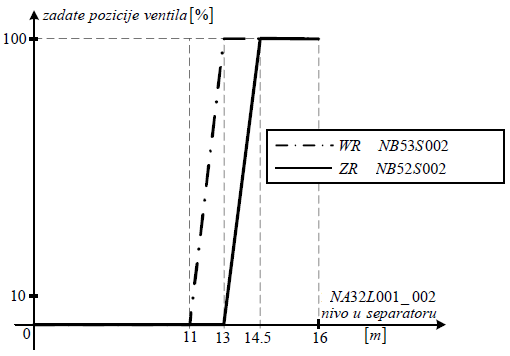 zadate pozicije ventila [%]
100
WR NB53S002
ZR NB52S002
10
NA32L001_002
nivo u separatoru
0
11 13 14.5 16 [m]